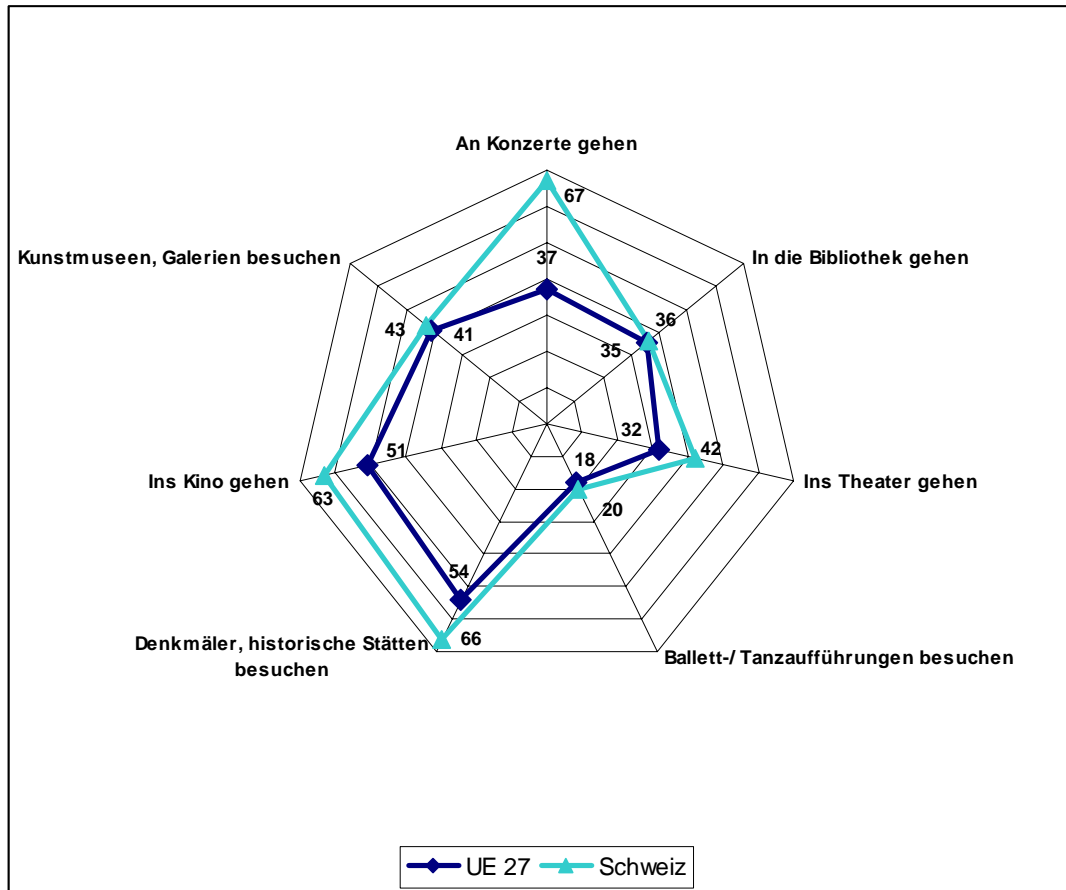 An Konzerte gehen
67
Kunstmuseen, Galerien besuchen
37
In die Bibliothek gehen
43
41
36
35
Ins Kino gehen
51
32
42
Ins Theater gehen
63
18
20
54
Denkmäler, historische Stätten
besuchen
66
Ballett-/ Tanzaufführungen besuchen
UE 27
Schweiz